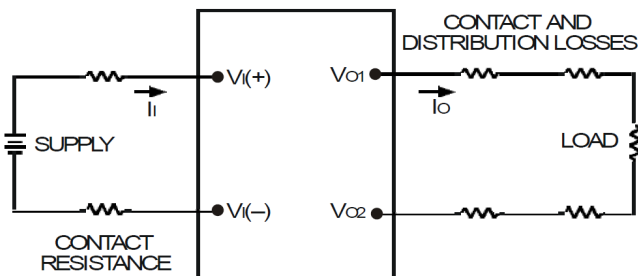 CONTACT AND
DISTRIBUTION LOSSES
VI(+)
VO1
II
IO
SUPPLY
LOAD
VI(–)
VO2
CONTACT
RESISTANCE